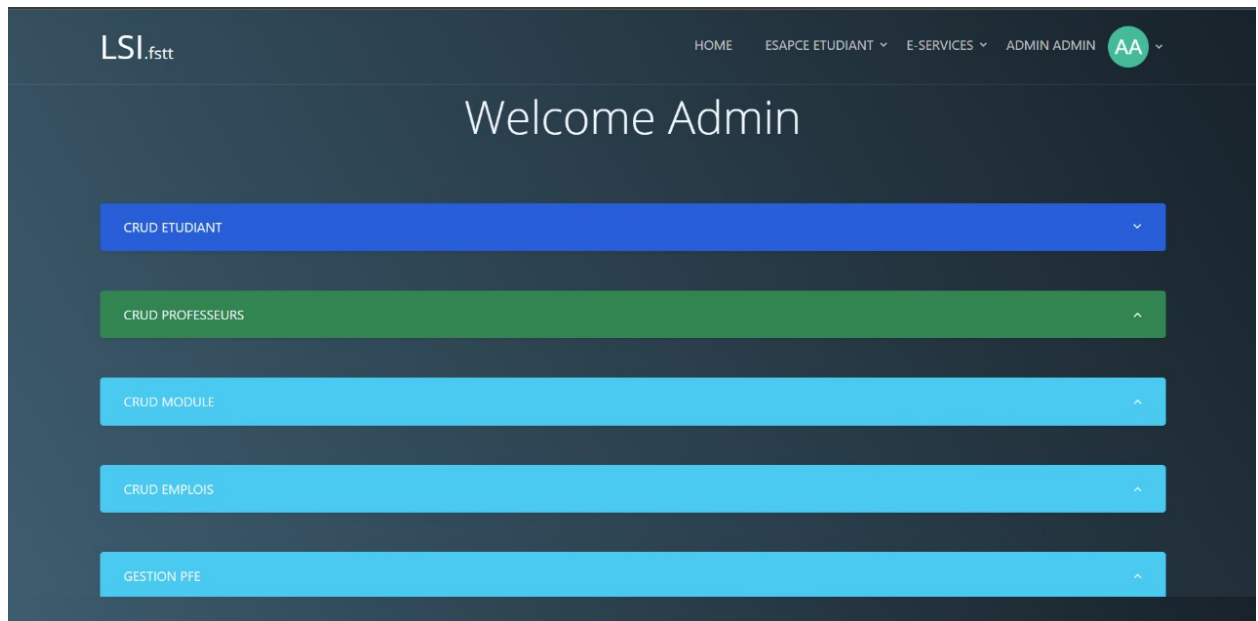 LSI.fstt
HOME ESAPCE ETUDIANT E-SERVICES ADMIN ADMIN AA
Welcome Admin
CRUD ETUDIANT
CRUD PROFESSEURS
CRUD MODULE
CRUD EMPLOIS
GESTION PFE